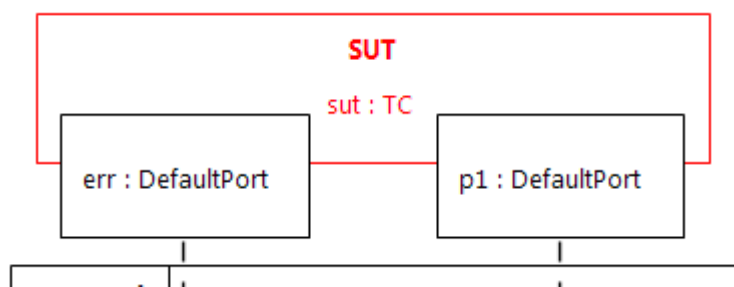 SUT
sut : TC
err : DefaultPort
p1 : DefaultPort